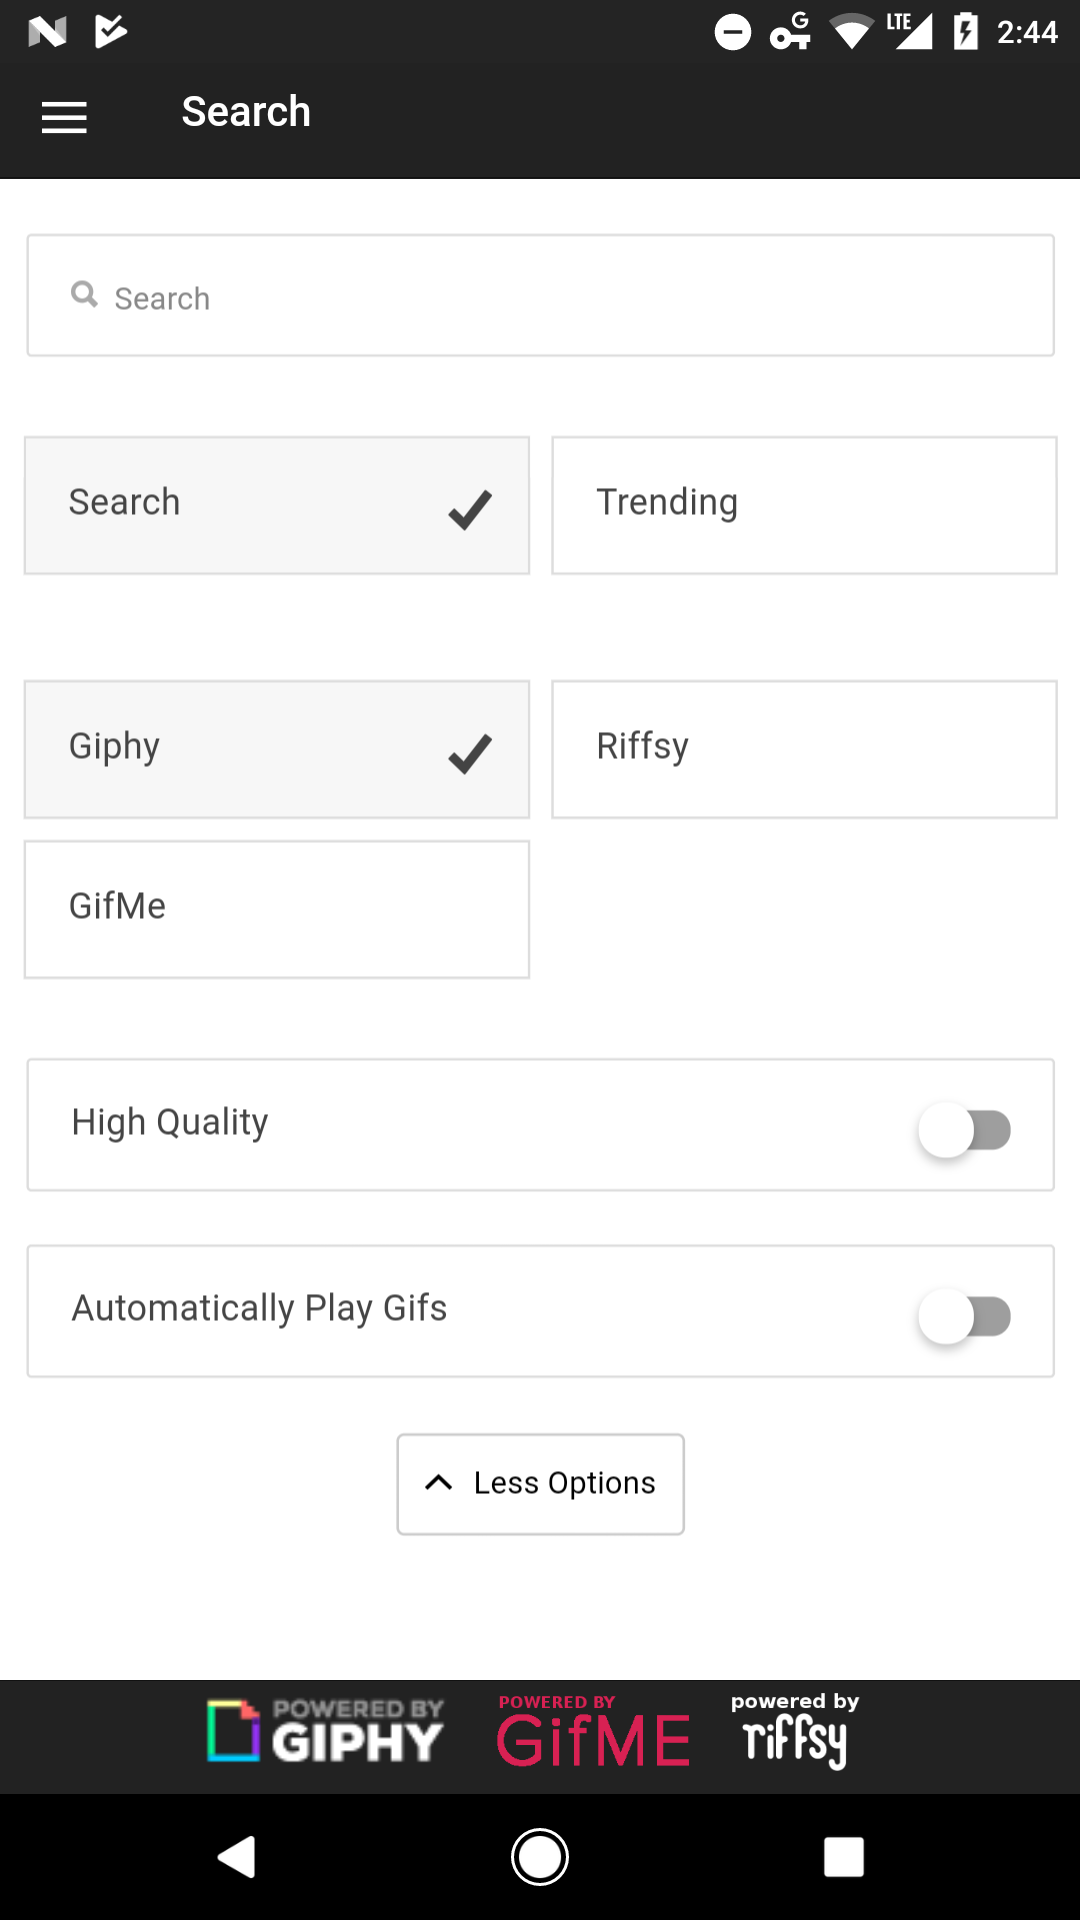 LTE G 2:44
Search
Search
Search
Trending
Giphy
Riffsy
GifMe
High Quality
Automatically Play Gifs
Less Options
POWERED BY
GIPHY
POWERED BY
GifME
powered by
riffsy